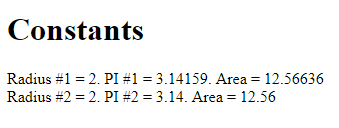 Constants
Radius #1 = 2. PI #1 = 3.14159. Area = 12.56636
Radius #2 = 2. PI #2 = 3.14. Area = 12.56